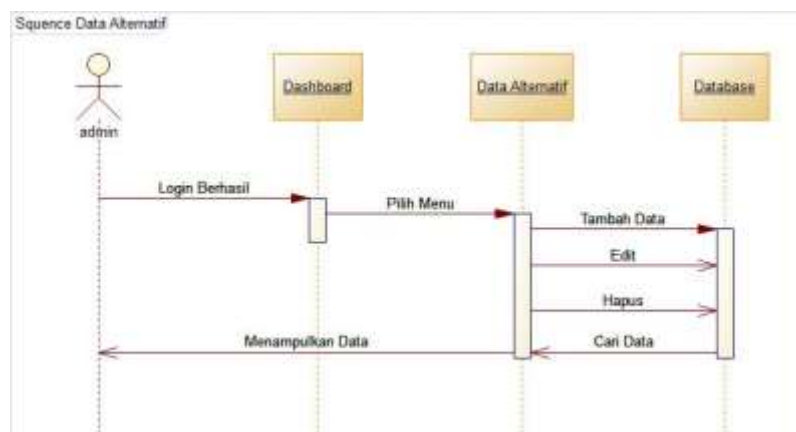 Squence Data Alternatif
Dashboard
Data Alternatif
Database
admin
Login Berhasil
Pilih Menu
Tambah Data
Edit
Hapus
Menampulkan Data
Cari Data